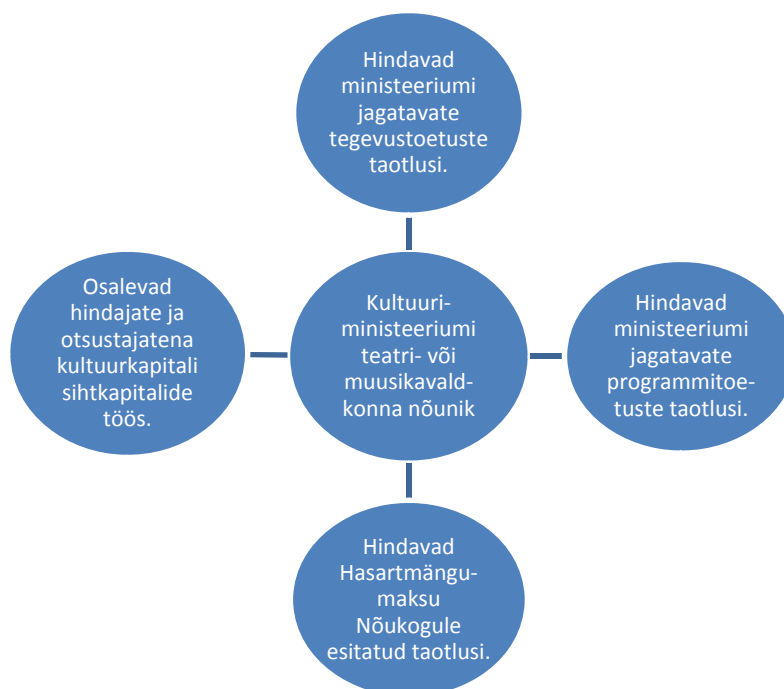 Hindavad
ministeeriumi
jagatavate
tegevustoetuste
taotlusi.
Osalevad
hindajate ja
otsustajatena
kultuurkapitali
sihtkapitalide
töös.
Kultuuri-
ministeeriumi
teatri- või
muusikavald-
konna nõunik
Hindavad
ministeeriumi
jagatavate
programmitoe-
tuste taotlusi.
Hindavad
Hasartmängu-
maksu
Nõukogule
esitatud taotlusi.